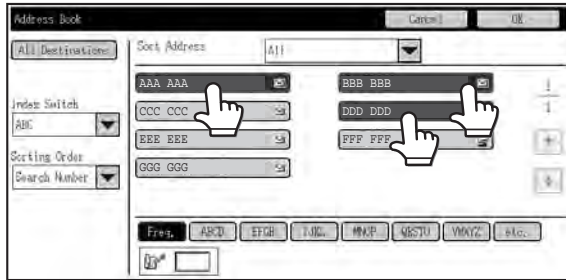 Address Book Cancel OK
All Destinations Sort Address All
AAA AAA BBB BBB
Index Switch CCC CCC DDD DDD
ABC EEE EEE FFF FFF
Sorting Order GGG GGG
Search Number
Freq. ABCD EFGH IJKL MNOP QRSTU VWXYZ etc.